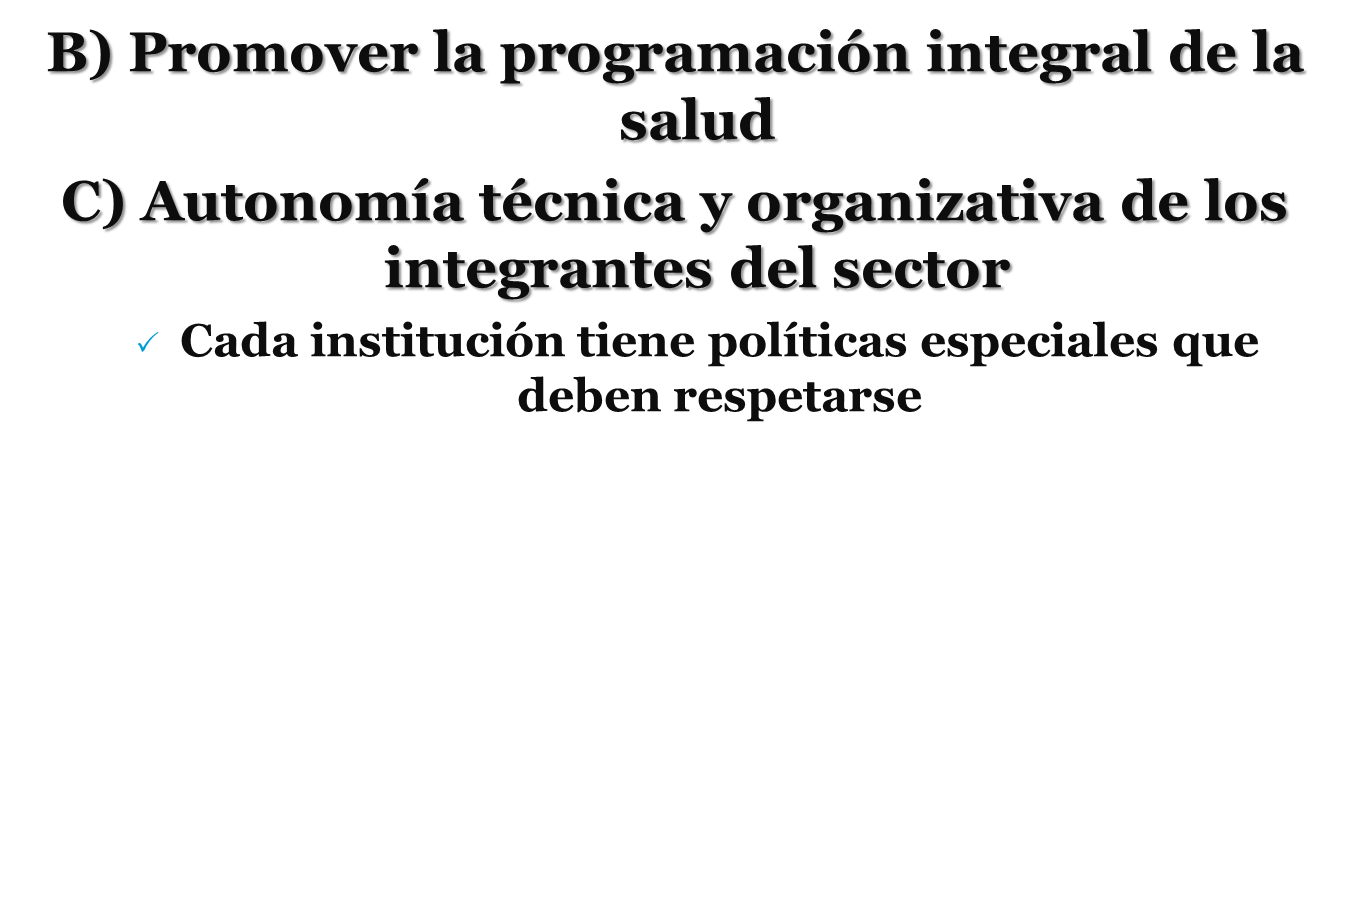 B) Promover la programación integral de la
salud
C) Autonomía técnica y organizativa de los
integrantes del sector
✓ Cada institución tiene políticas especiales que
deben respetarse